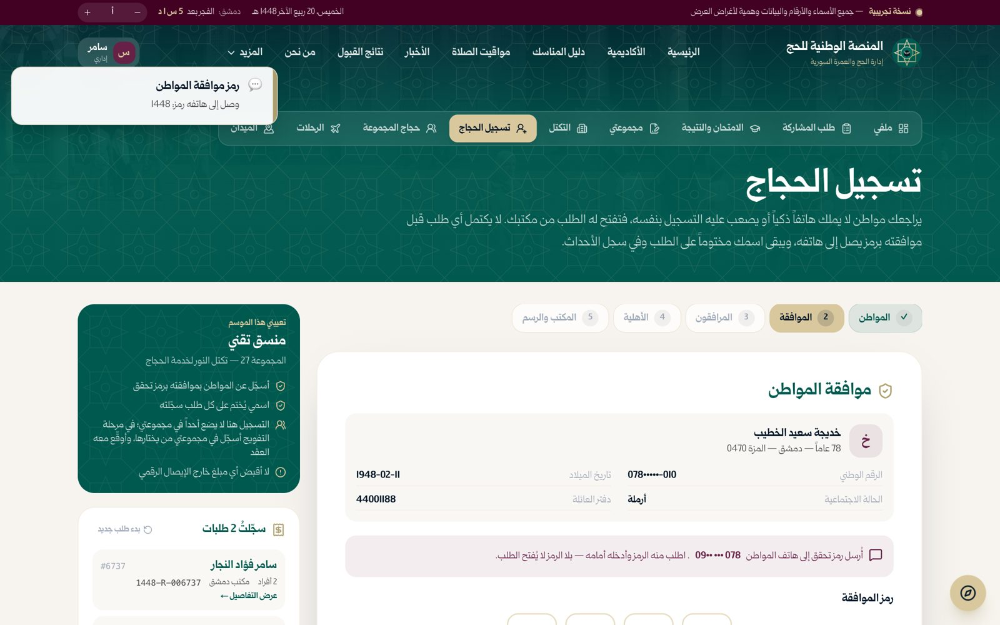 نسخة تجريبية — جميع الأسماء والأرقام والبيانات وهمية لأغراض العرض
الخميس، 20 ربيع الآخر 1448 هـ دمشق: الفجر بعد 5 س 1 د
− أ +
المنصة الوطنية للحج
إدارة الحج والعمرة السورية
الرئيسية الأكاديمية دليل المناسك مواقيت الصلاة الأخبار نتائج القبول من نحن المزيد
س سامر
إداري
رمز موافقة المواطن
وصل إلى هاتفه رمز: 1448
ملفي طلب المشاركة الامتحان والنتيجة مجموعتي التكتل تسجيل الحجاج حجاج المجموعة الرحلات الميدان
تسجيل الحجاج
يراجعك مواطن لا يملك هاتفاً ذكياً أو يصعب عليه التسجيل بنفسه، فتفتح له الطلب من مكتبك. لا يكتمل أي طلب قبل
موافقته برمز يصل إلى هاتفه، ويبقى اسمك مختوماً على الطلب وفي سجل الأحداث.
المواطن 2 الموافقة 3 المرافقون 4 الأهلية 5 المكتب والرسم
موافقة المواطن
خ خديجة سعيد الخطيب
78 عاماً — دمشق — المزة 0470
الرقم الوطني 078•••••-010 تاريخ الميلاد 1948-02-11
الحالة الاجتماعية أرملة دفتر العائلة 44001188
أُرسل رمز تحقق إلى هاتف المواطن 078 ••• ••09 . اطلب منه الرمز وأدخله أمامه — بلا الرمز لا يُفتح الطلب.
رمز الموافقة
تعييني هذا الموسم
منسق تقني
المجموعة 27 — تكتل النور لخدمة الحجاج
أسجّل عن المواطن بموافقته برمز تحقق
اسمي يُختم على كل طلب سجّلته
التسجيل هنا لا يضع أحداً في مجموعتي؛ في مرحلة
التفويج أسجّل في مجموعتي من يختارها، وأوقّع معه
العقد
لا أقبض أي مبلغ خارج الإيصال الرقمي
سجّلتُ 2 طلبات بدء طلب جديد
سامر فؤاد النجار #6737
2 أفراد مكتب دمشق 1448-R-006737
عرض التفاصيل ←